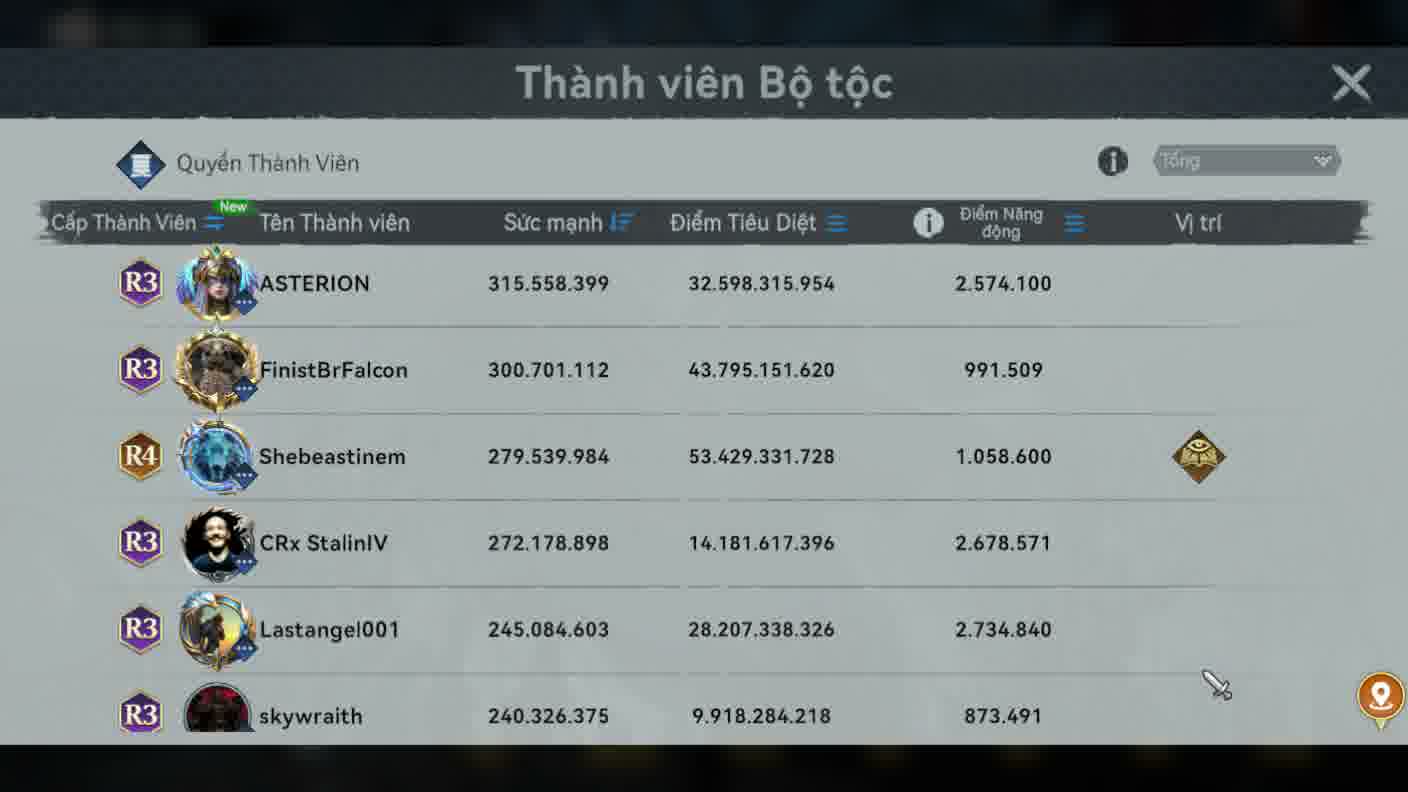 Thành viên Bộ tộc
Quyển Thành Viên
Tổng
New
Cấp Thành Viên Tên Thành viên Sức mạnh Điểm Tiêu Diệt Điểm Năng động Vị trí
R3 ASTERION 315.558.399 32.598.315.954 2.574.100
R3 FinistBrFalcon 300.701.112 43.795.151.620 991.509
R4 Shebeastinem 279.539.984 53.429.331.728 1.058.600
R3 CRx StalinIV 272.178.898 14.181.617.396 2.678.571
R3 Lastangel001 245.084.603 28.207.338.326 2.734.840
R3 skywraith 240.326.375 9.918.284.218 873.491